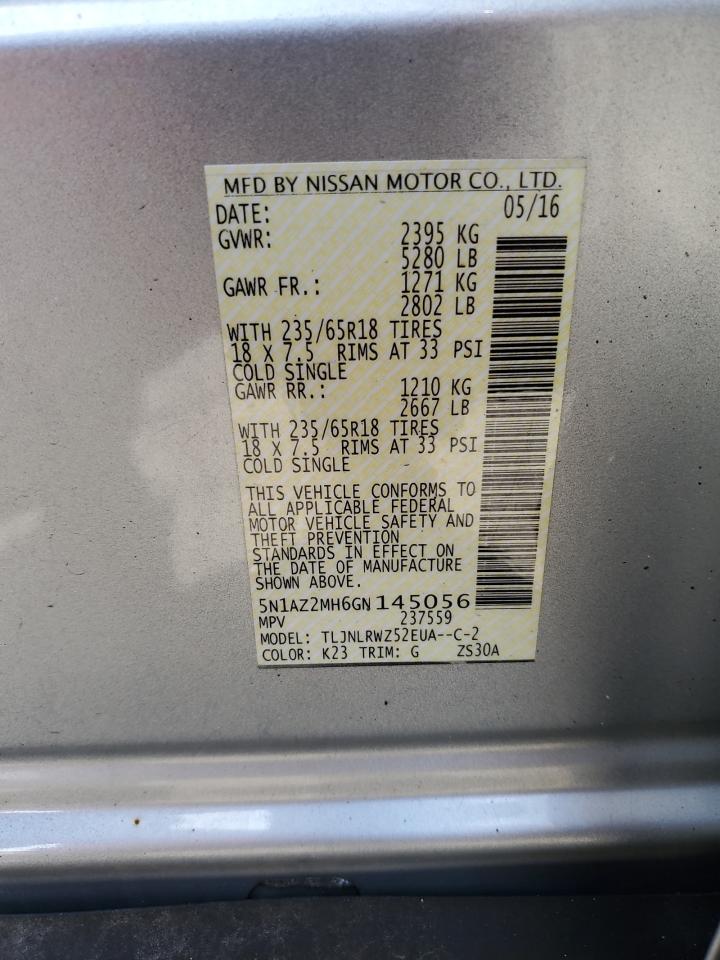 MFD BY NISSAN MOTOR CO., LTD.
DATE: 05/16
GVWR: 2395 KG
5280 LB
GAWR FR.: 1271 KG
2802 LB
WITH 235/65R18 TIRES
18 X 7.5 RIMS AT 33 PSI
COLD SINGLE
GAWR RR.: 1210 KG
2667 LB
WITH 235/65R18 TIRES
18 X 7.5 RIMS AT 33 PSI
COLD SINGLE
THIS VEHICLE CONFORMS TO
ALL APPLICABLE FEDERAL
MOTOR VEHICLE SAFETY AND
THEFT PREVENTION
STANDARDS IN EFFECT ON
THE DATE OF MANUFACTURE
SHOWN ABOVE.
5N1AZ2MH6GN145056
MPV 237559
MODEL: TLJNLRWZ52EUA--C-2
COLOR: K23 TRIM: G ZS30A